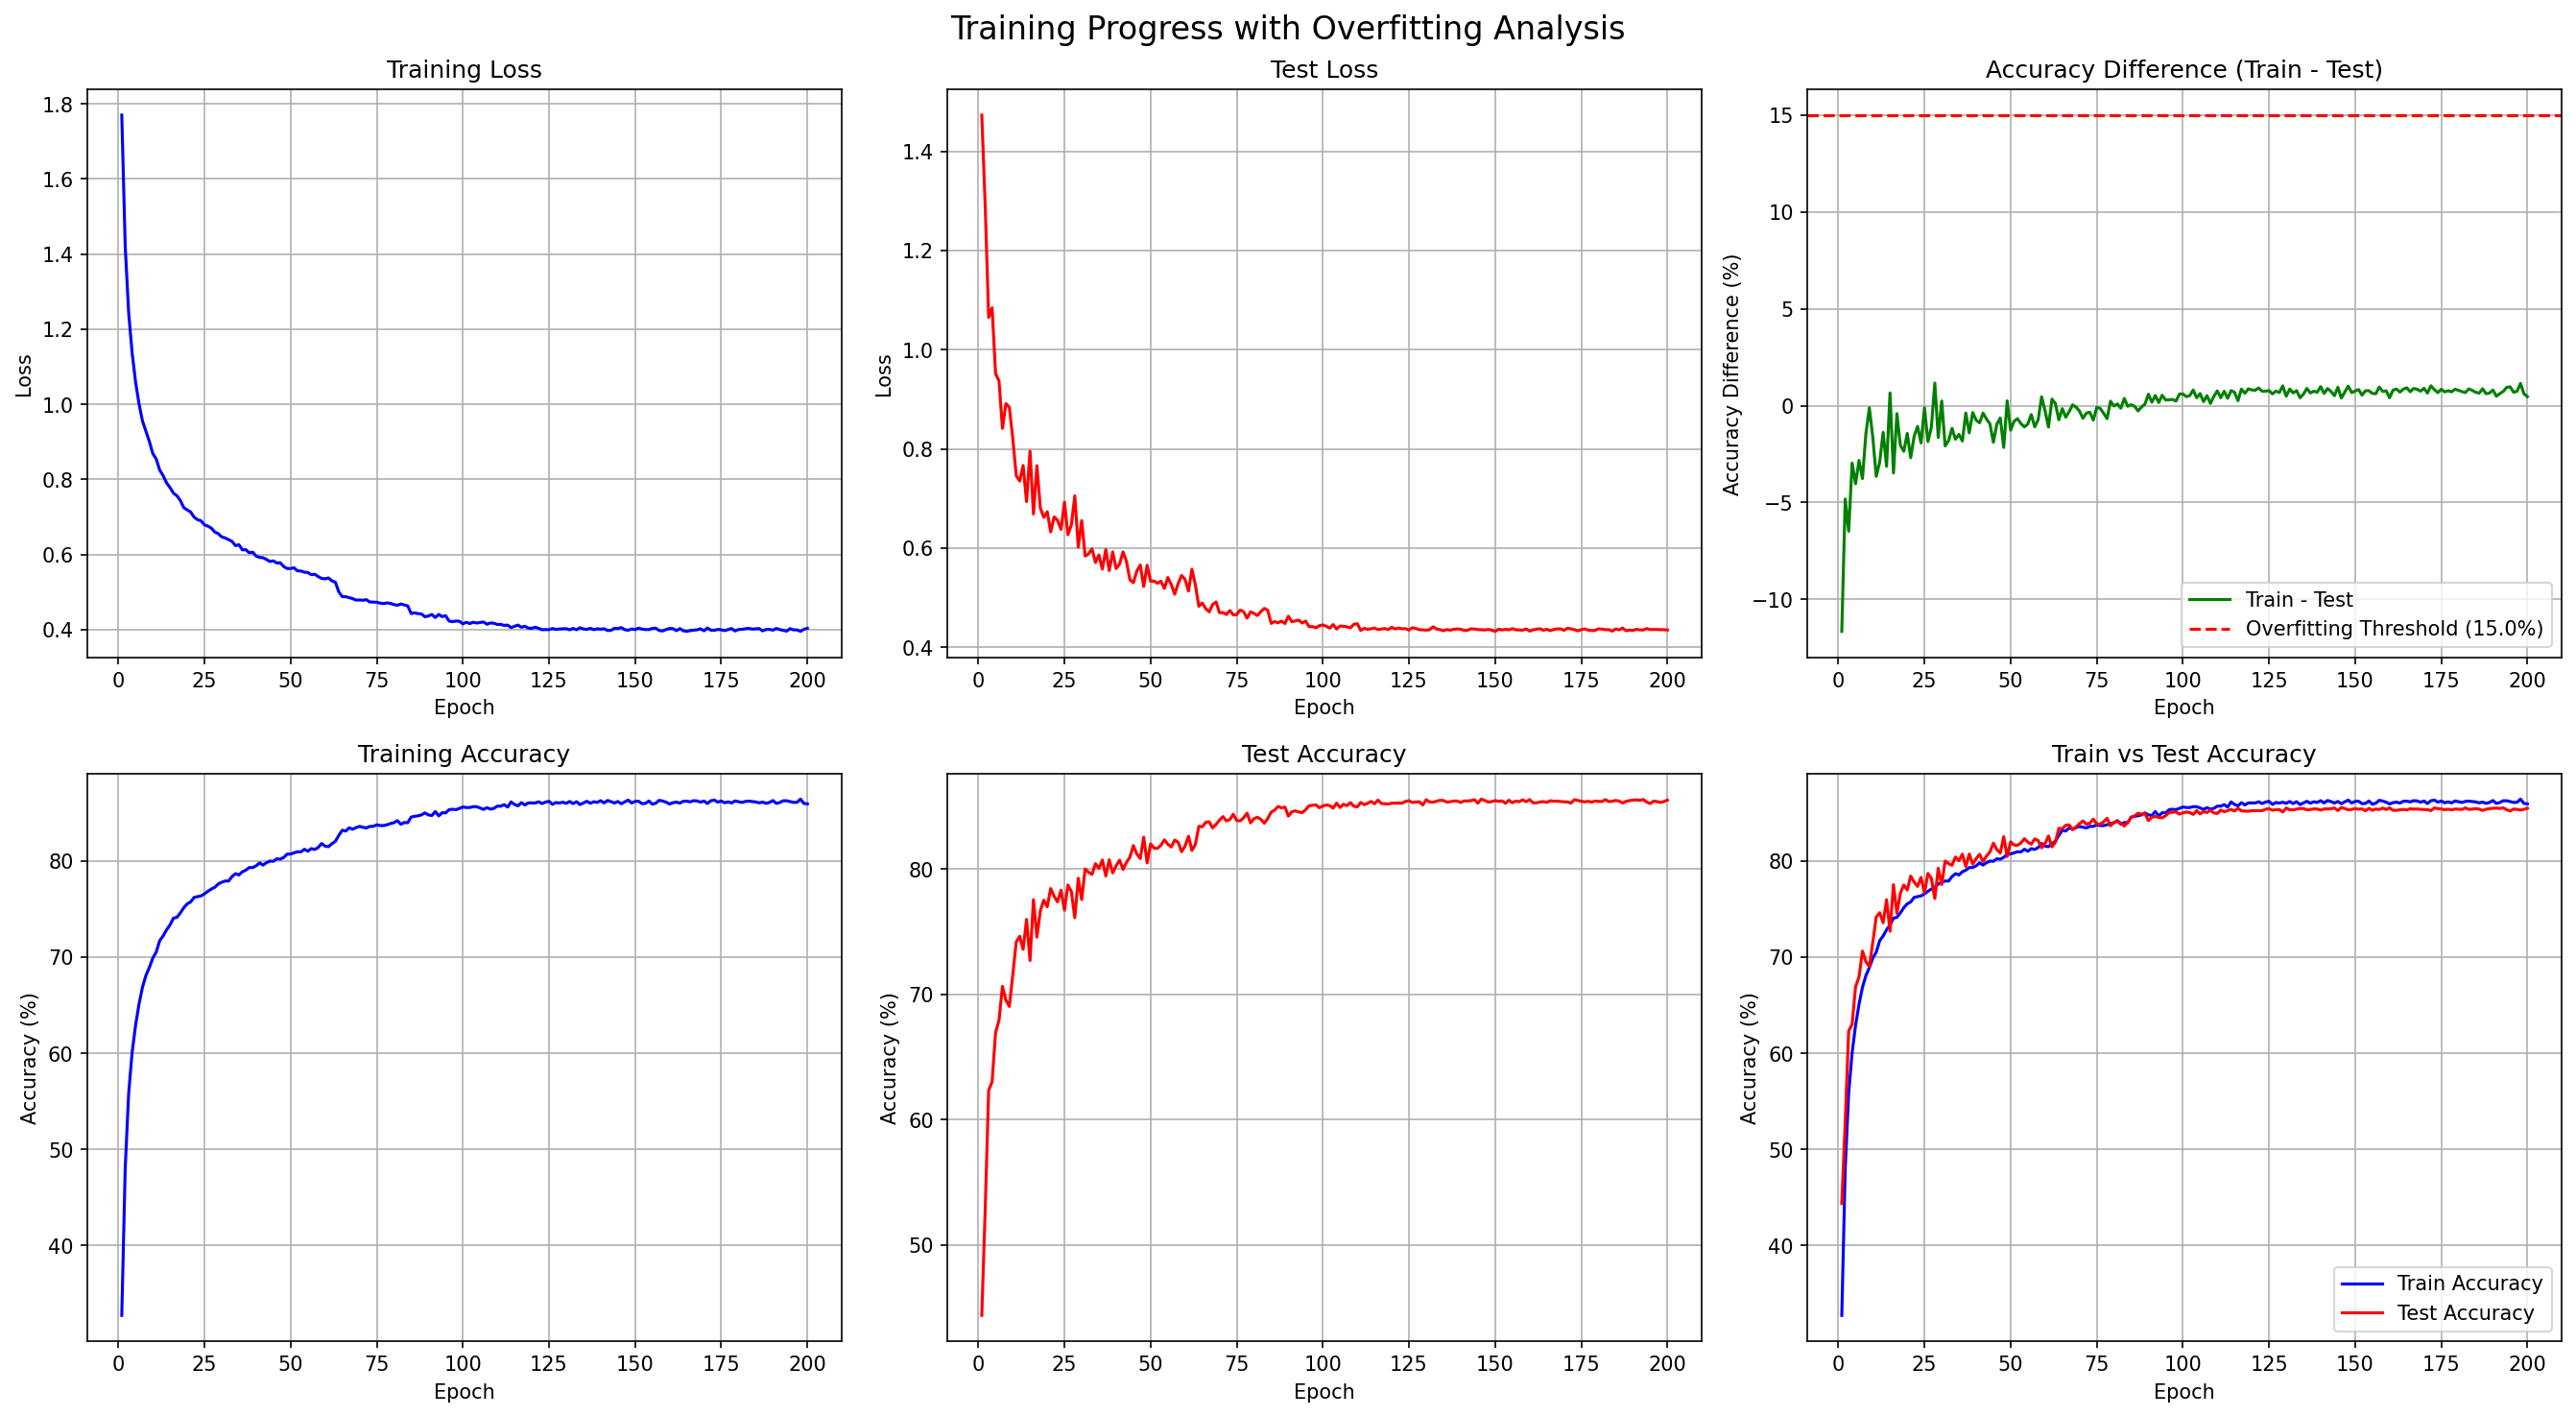 Training Progress with Overfitting Analysis
Training Loss
1.8
1.6
1.4
1.2
1.0
0.8
0.6
0.4
Loss
0 25 50 75 100 125 150 175 200
Epoch
Test Loss
1.4
1.2
1.0
0.8
0.6
0.4
Loss
0 25 50 75 100 125 150 175 200
Epoch
Accuracy Difference (Train - Test)
15
10
5
0
−5
−10
Accuracy Difference (%)
Train - Test
Overfitting Threshold (15.0%)
0 25 50 75 100 125 150 175 200
Epoch
Training Accuracy
80
70
60
50
40
Accuracy (%)
0 25 50 75 100 125 150 175 200
Epoch
Test Accuracy
80
70
60
50
Accuracy (%)
0 25 50 75 100 125 150 175 200
Epoch
Train vs Test Accuracy
80
70
60
50
40
Accuracy (%)
Train Accuracy
Test Accuracy
0 25 50 75 100 125 150 175 200
Epoch